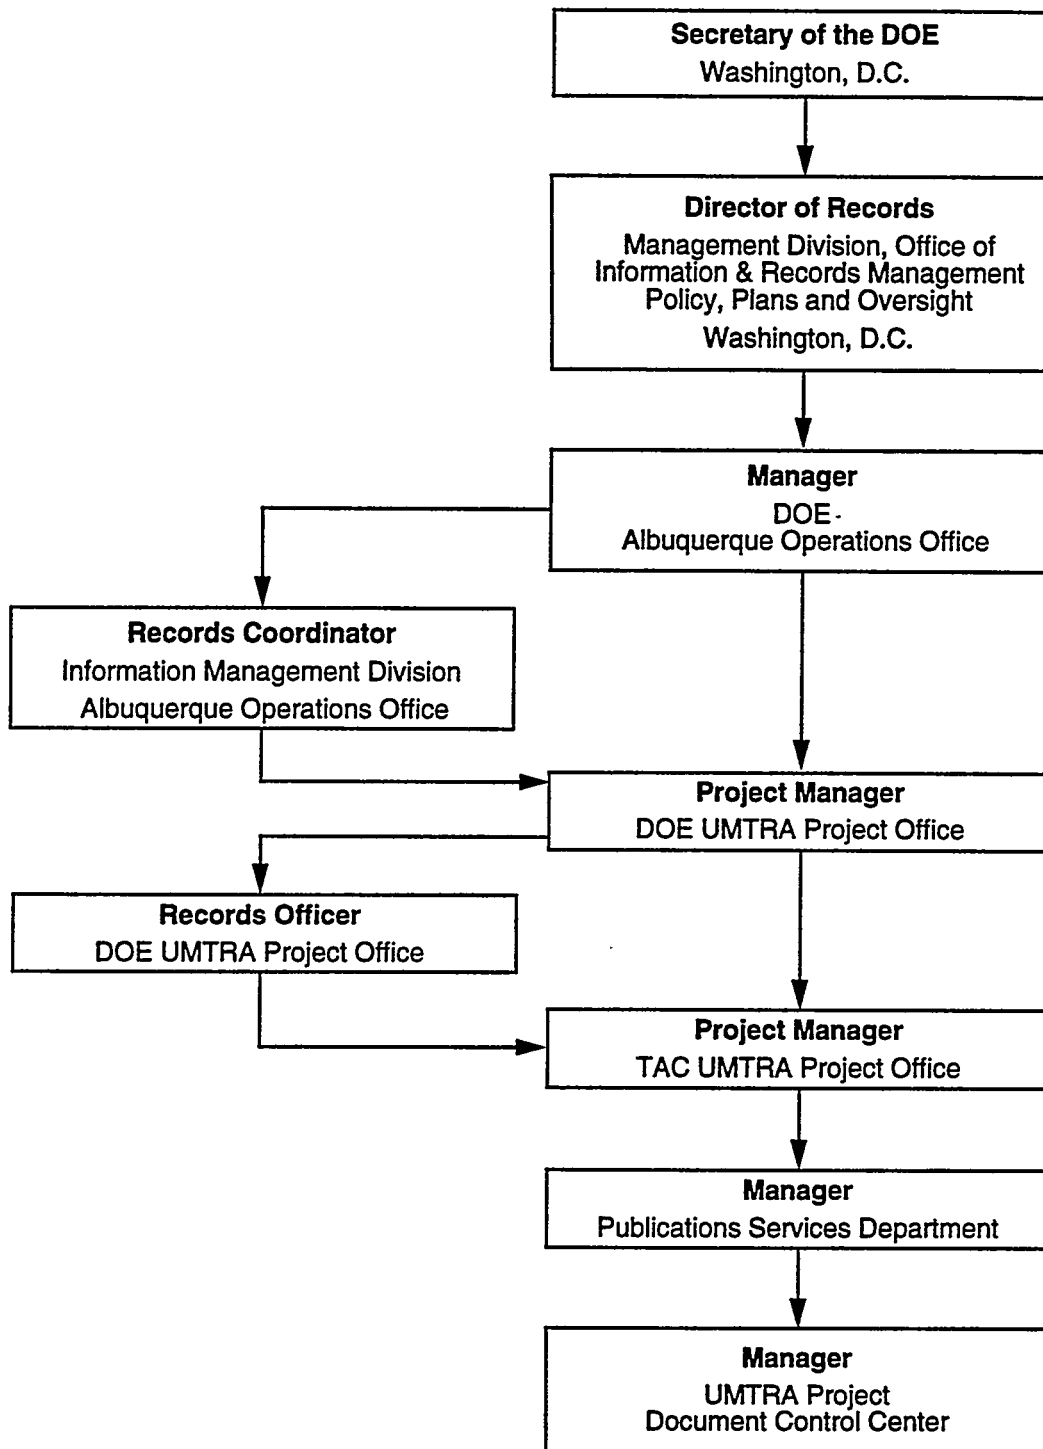 Secretary of the DOE
Washington, D.C.
Director of Records
Management Division, Office of
Information & Records Management
Policy, Plans and Oversight
Washington, D.C.
Manager
DOE-
Albuquerque Operations Office
Records Coordinator
Information Management Division
Albuquerque Operations Office
Project Manager
DOE UMTRA Project Office
Records Officer
DOE UMTRA Project Office
Project Manager
TAC UMTRA Project Office
Manager
Publications Services Department
Manager
UMTRA Project
Document Control Center